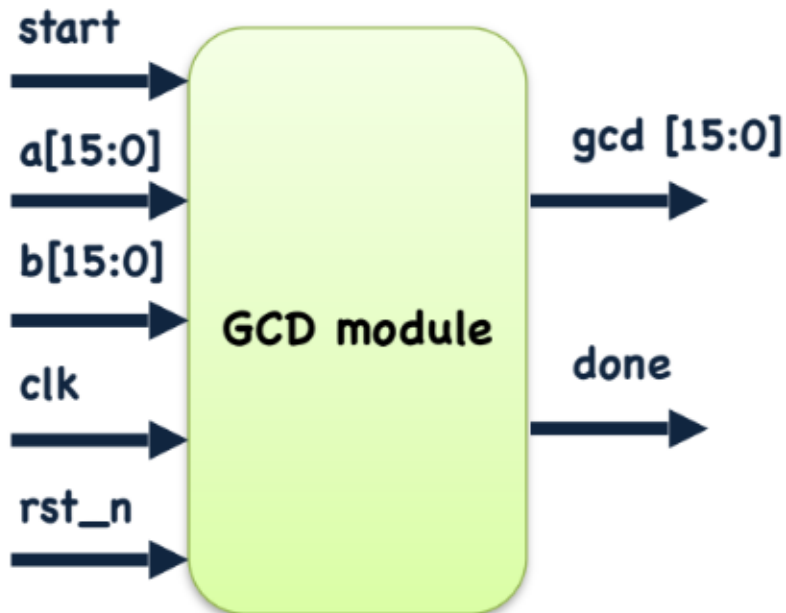 start
a[15:0]
b[15:0]
clk
rst_n
GCD module
gcd [15:0]
done